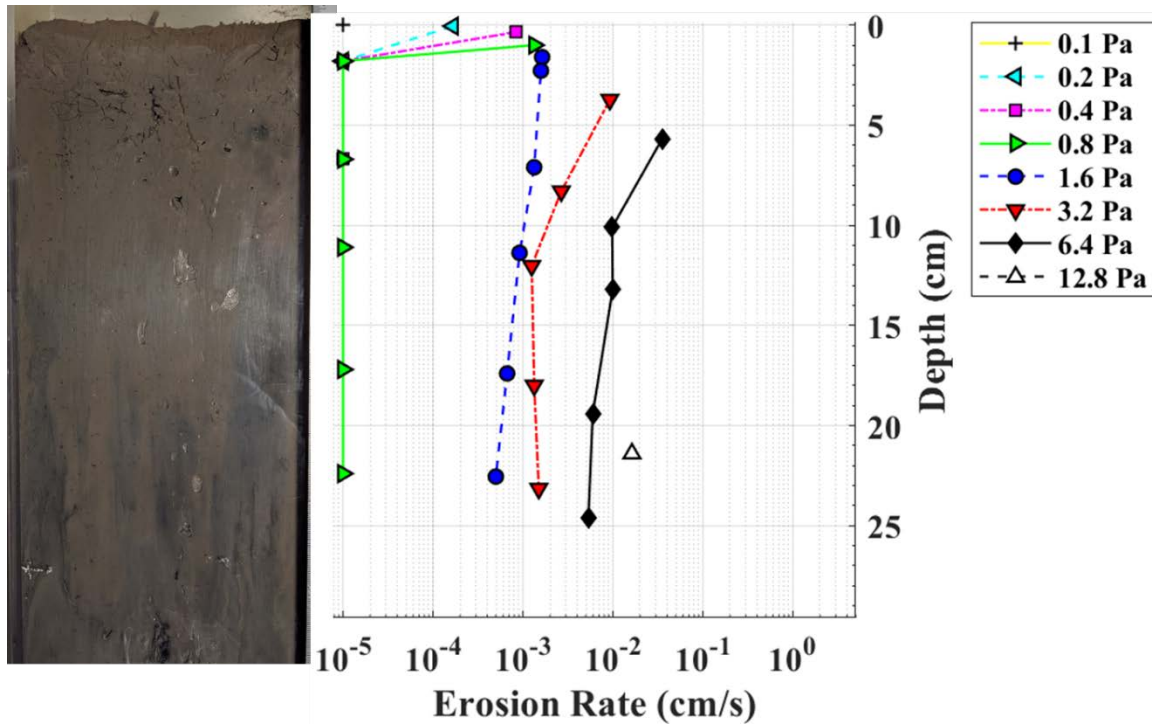 0
5
10
15
20
25
Depth (cm)
10⁻⁵ 10⁻⁴ 10⁻³ 10⁻² 10⁻¹ 10⁰
Erosion Rate (cm/s)
0.1 Pa
0.2 Pa
0.4 Pa
0.8 Pa
1.6 Pa
3.2 Pa
6.4 Pa
12.8 Pa